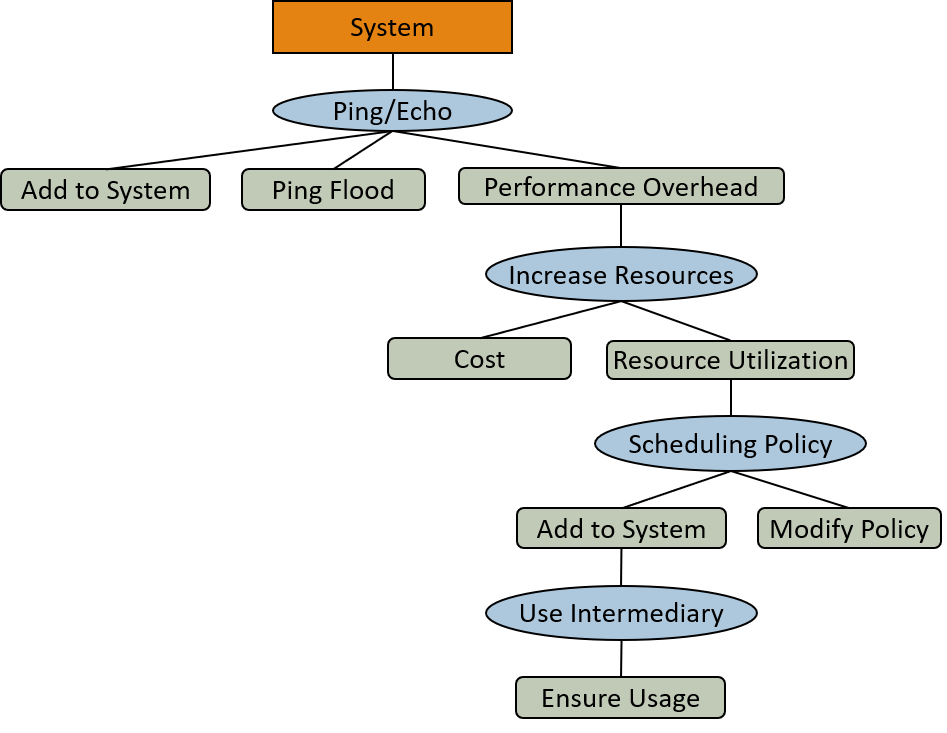 System
Ping/Echo
Add to System
Ping Flood
Performance Overhead
Increase Resources
Cost
Resource Utilization
Scheduling Policy
Add to System
Modify Policy
Use Intermediary
Ensure Usage